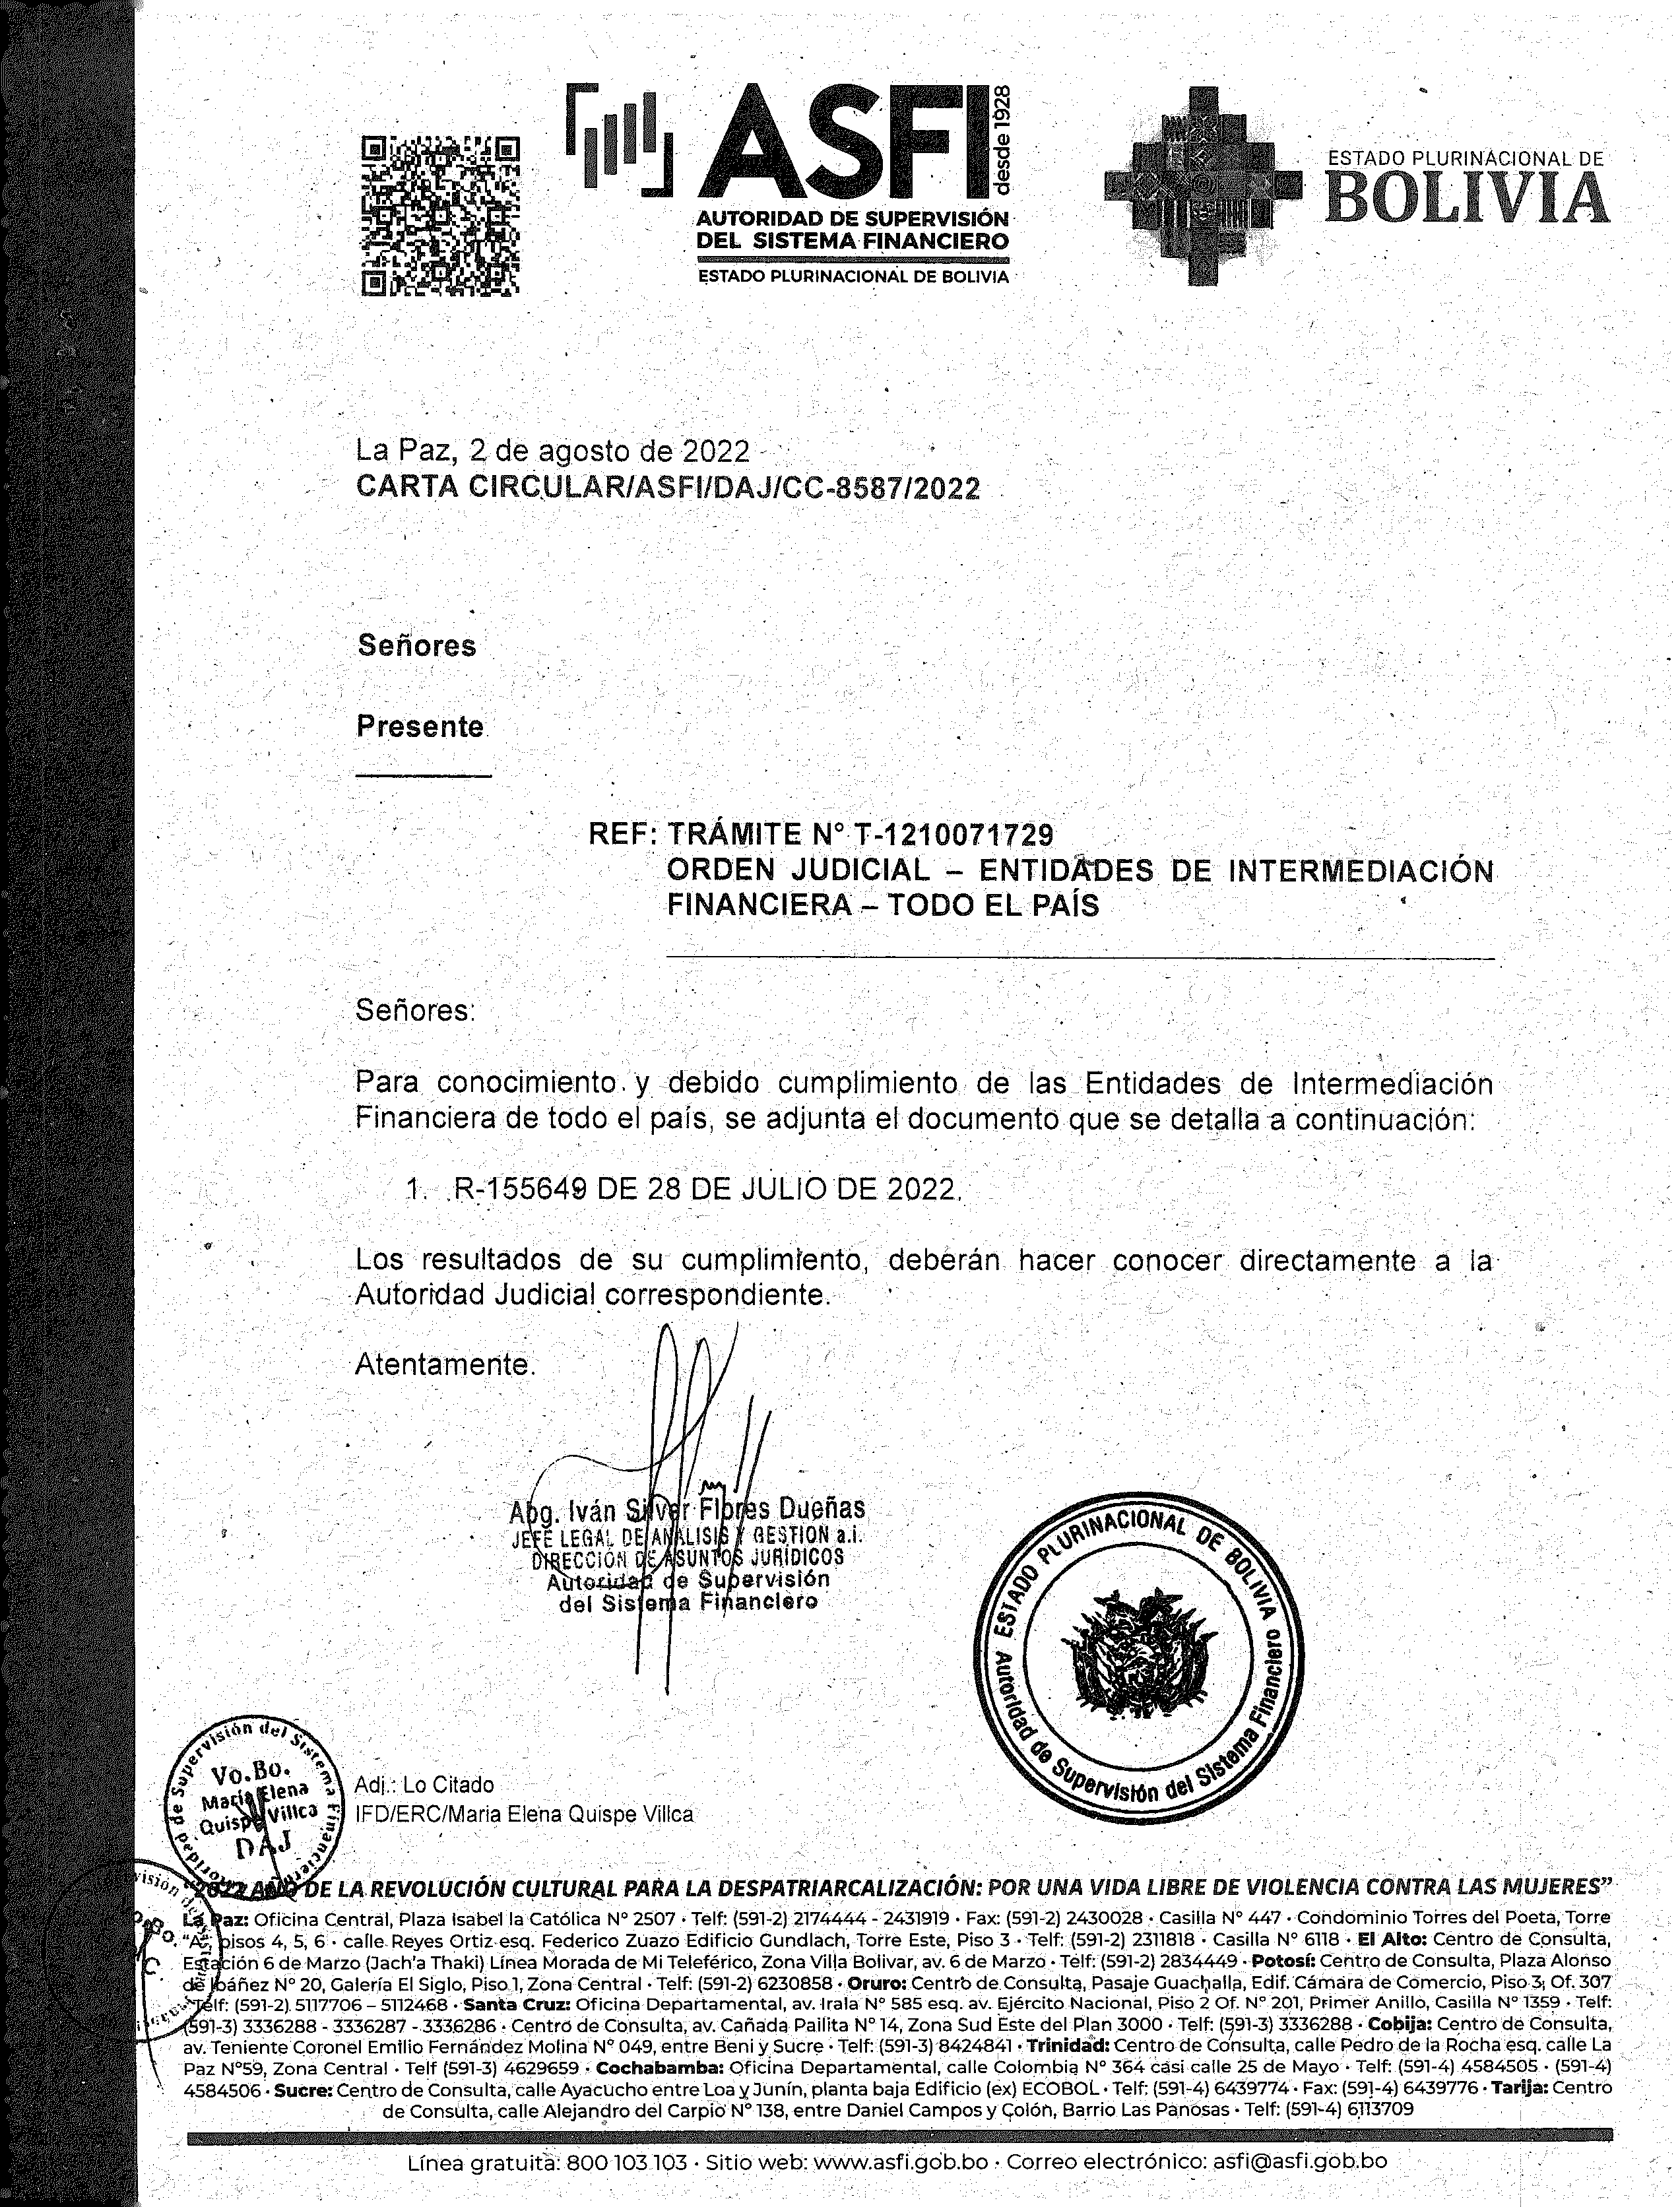 ASFI
desde 1928
AUTORIDAD DE SUPERVISIÓN
DEL SISTEMA FINANCIERO
ESTADO PLURINACIONAL DE BOLIVIA
ESTADO PLURINACIONAL DE
BOLIVIA
La Paz, 2 de agosto de 2022
CARTA CIRCULAR/ASFI/DAJ/CC-8587/2022
Señores
Presente
REF: TRÁMITE N° T-1210071729
ORDEN JUDICIAL – ENTIDADES DE INTERMEDIACIÓN
FINANCIERA – TODO EL PAÍS
Señores:
Para conocimiento y debido cumplimiento de las Entidades de Intermediación
Financiera de todo el país, se adjunta el documento que se detalla a continuación:
1. R-155649 DE 28 DE JULIO DE 2022.
Los resultados de su cumplimiento, deberán hacer conocer directamente a la
Autoridad Judicial correspondiente.
Atentamente.
Abg. Iván Silver Flores Dueñas
JEFE LEGAL DE ANALISIS Y GESTION a.i.
DIRECCIÓN DE ASUNTOS JURÍDICOS
Autoridad de Supervisión
del Sistema Financiero
ESTADO PLURINACIONAL DE BOLIVIA
Autoridad de Supervisión del Sistema Financiero
Autoridad de Supervisión del Sistema Financiero
Vo.Bo.
María Elena
Quispe Villca
DAJ
Adj.: Lo Citado
IFD/ERC/Maria Elena Quispe Villca
"2022 AÑO DE LA REVOLUCIÓN CULTURAL PARA LA DESPATRIARCALIZACIÓN: POR UNA VIDA LIBRE DE VIOLENCIA CONTRA LAS MUJERES"
La Paz: Oficina Central, Plaza Isabel la Católica N° 2507 · Telf: (591-2) 2174444 - 2431919 · Fax: (591-2) 2430028 · Casilla N° 447 · Condominio Torres del Poeta, Torre
"A" pisos 4, 5, 6 · calle Reyes Ortiz esq. Federico Zuazo Edificio Gundlach, Torre Este, Piso 3 · Telf: (591-2) 2311818 · Casilla N° 6118 · El Alto: Centro de Consulta,
Estación 6 de Marzo (Jach'a Thaki) Línea Morada de Mi Teleférico, Zona Villa Bolivar, av. 6 de Marzo · Telf: (591-2) 2834449 · Potosí: Centro de Consulta, Plaza Alonso
de Ibáñez N° 20, Galería El Siglo, Piso 1, Zona Central · Telf: (591-2) 6230858 · Oruro: Centro de Consulta, Pasaje Guachalla, Edif. Cámara de Comercio, Piso 3, Of. 307
Telf: (591-2) 5117706 – 5112468 · Santa Cruz: Oficina Departamental, av. Irala N° 585 esq. av. Ejército Nacional, Piso 2 Of. N° 201, Primer Anillo, Casilla N° 1359 · Telf:
(591-3) 3336288 - 3336287 - 3336286 · Centro de Consulta, av. Cañada Pailita N° 14, Zona Sud Este del Plan 3000 · Telf: (591-3) 3336288 · Cobija: Centro de Consulta,
av. Teniente Coronel Emilio Fernández Molina N° 049, entre Beni y Sucre · Telf: (591-3) 8424841 · Trinidad: Centro de Consulta, calle Pedro de la Rocha esq. calle La
Paz N°59, Zona Central · Telf (591-3) 4629659 · Cochabamba: Oficina Departamental, calle Colombia N° 364 casi calle 25 de Mayo · Telf: (591-4) 4584505 · (591-4)
4584506 · Sucre: Centro de Consulta, calle Ayacucho entre Loa y Junín, planta baja Edificio (ex) ECOBOL · Telf: (591-4) 6439774 · Fax: (591-4) 6439776 · Tarija: Centro
de Consulta, calle Alejandro del Carpio N° 138, entre Daniel Campos y Colón, Barrio Las Panosas · Telf: (591-4) 6113709
Línea gratuita: 800 103 103 · Sitio web: www.asfi.gob.bo · Correo electrónico: asfi@asfi.gob.bo